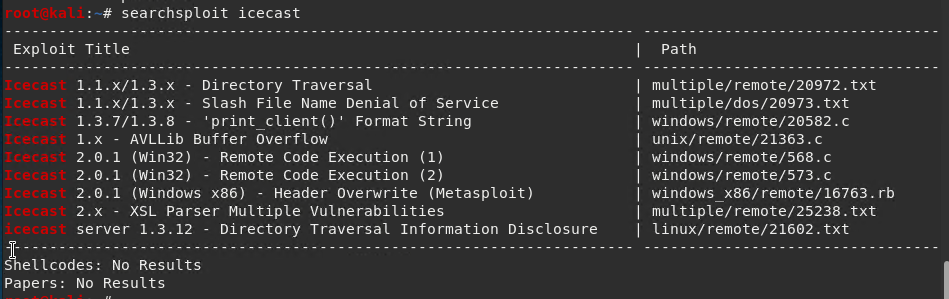 root@kali:~# searchsploit icecast
--------------------------------------------------------------------- ---------------------------------
Exploit Title | Path
--------------------------------------------------------------------- ---------------------------------
Icecast 1.1.x/1.3.x - Directory Traversal | multiple/remote/20972.txt
Icecast 1.1.x/1.3.x - Slash File Name Denial of Service | multiple/dos/20973.txt
Icecast 1.3.7/1.3.8 - 'print_client()' Format String | windows/remote/20582.c
Icecast 1.x - AVLLib Buffer Overflow | unix/remote/21363.c
Icecast 2.0.1 (Win32) - Remote Code Execution (1) | windows/remote/568.c
Icecast 2.0.1 (Win32) - Remote Code Execution (2) | windows/remote/573.c
Icecast 2.0.1 (Windows x86) - Header Overwrite (Metasploit) | windows_x86/remote/16763.rb
Icecast 2.x - XSL Parser Multiple Vulnerabilities | multiple/remote/25238.txt
icecast server 1.3.12 - Directory Traversal Information Disclosure | linux/remote/21602.txt
--------------------------------------------------------------------- ---------------------------------
Shellcodes: No Results
Papers: No Results